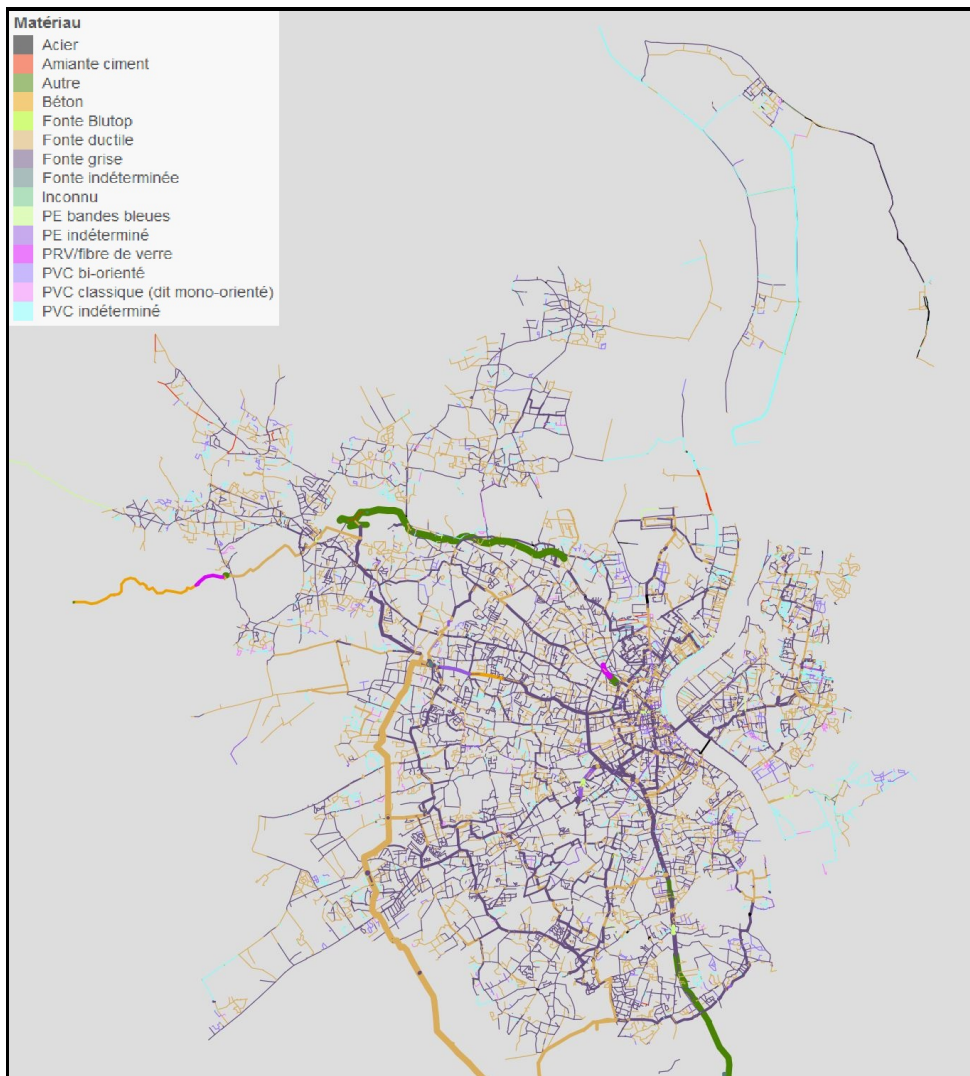 Matériau
Acier
Amiante ciment
Autre
Béton
Fonte Blutop
Fonte ductile
Fonte grise
Fonte indéterminée
Inconnu
PE bandes bleues
PE indéterminé
PRV/fibre de verre
PVC bi-orienté
PVC classique (dit mono-orienté)
PVC indéterminé